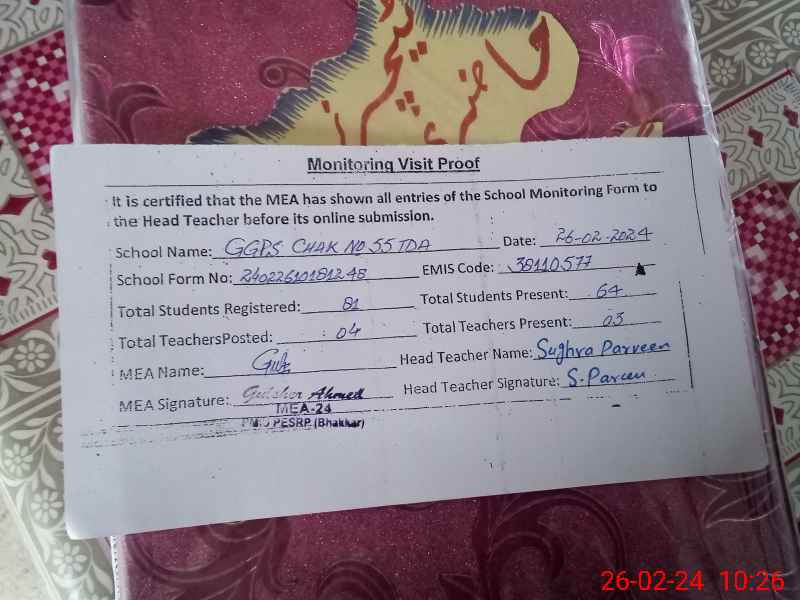 حاضری ٹیچرز
Monitoring Visit Proof
It is certified that the MEA has shown all entries of the School Monitoring Form to
the Head Teacher before its online submission.
School Name: GGPS CHAK NO 55 TDA Date: 26-02-2024
School Form No: 24022610181248 EMIS Code: 38110577
Total Students Registered: 81 Total Students Present: 64
Total TeachersPosted: 04 Total Teachers Present: 03
MEA Name: Head Teacher Name: Sughra Parveen
MEA Signature: Gulsher Ahmed Head Teacher Signature: S. Parveen
MEA-24
PMIU PESRP (Bhakkar)
26-02-24 10:26